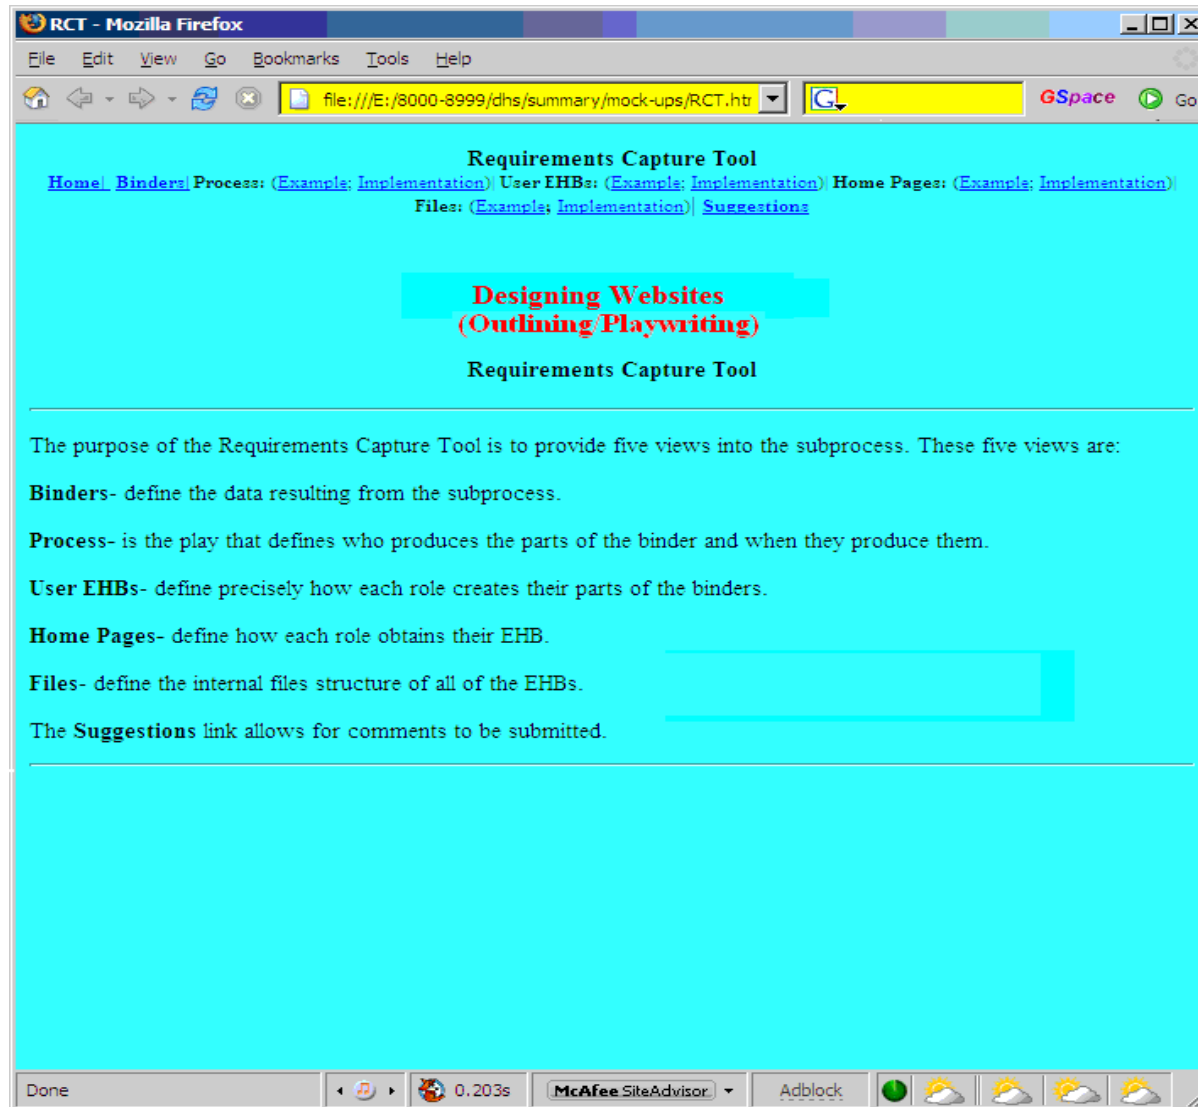 RCT - Mozilla Firefox
File Edit View Go Bookmarks Tools Help
file:///E:/8000-8999/dhs/summary/mock-ups/RCT.htr G GSpace Go
Requirements Capture Tool
Home| Binders| Process: (Example; Implementation)| User EHBs: (Example; Implementation)| Home Pages: (Example; Implementation)|
Files: (Example; Implementation)| Suggestions
Designing Websites
(Outlining/Playwriting)
Requirements Capture Tool
The purpose of the Requirements Capture Tool is to provide five views into the subprocess. These five views are:
Binders- define the data resulting from the subprocess.
Process- is the play that defines who produces the parts of the binder and when they produce them.
User EHBs- define precisely how each role creates their parts of the binders.
Home Pages- define how each role obtains their EHB.
Files- define the internal files structure of all of the EHBs.
The Suggestions link allows for comments to be submitted.
Done 0.203s McAfee SiteAdvisor Adblock